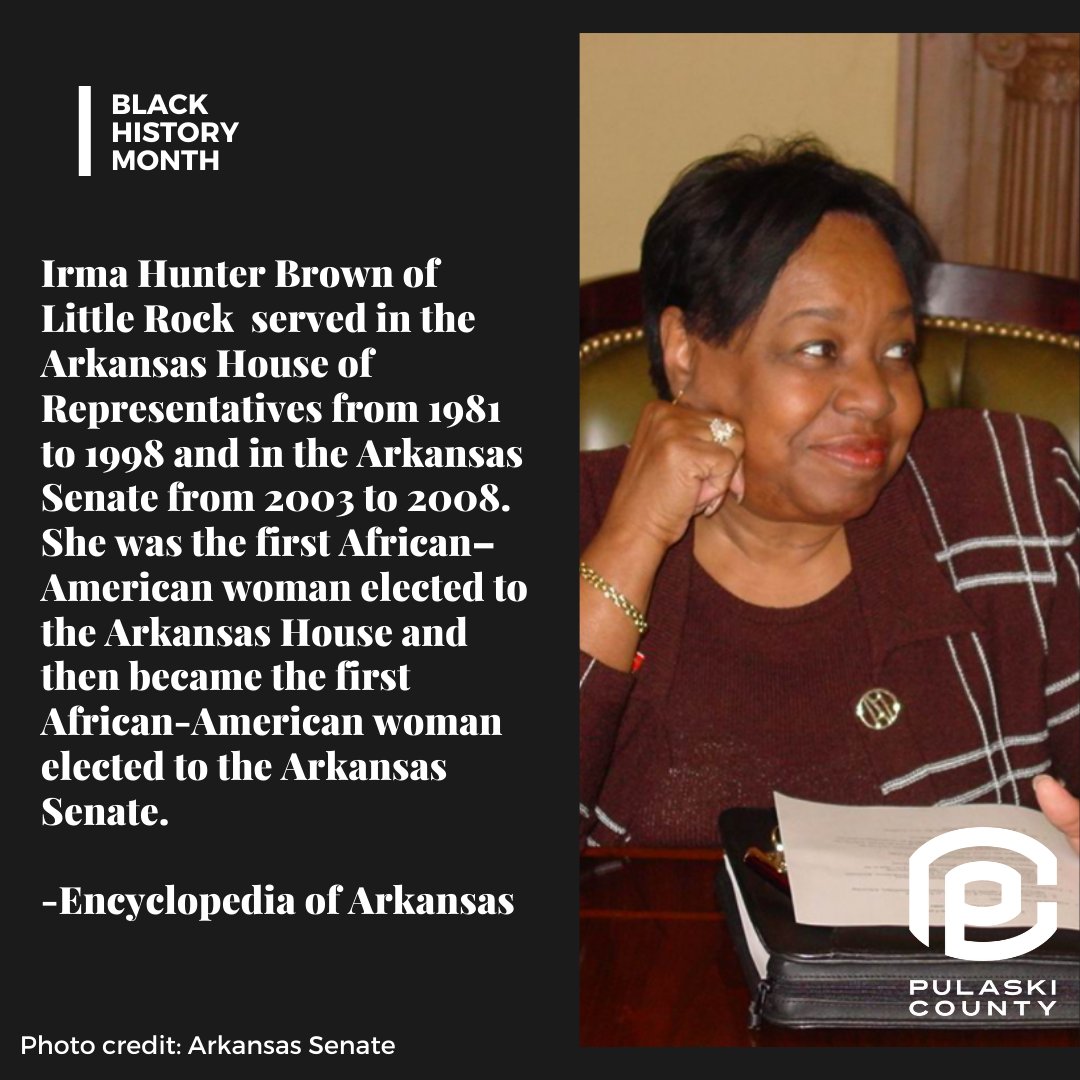 BLACK
HISTORY
MONTH
Irma Hunter Brown of
Little Rock served in the
Arkansas House of
Representatives from 1981
to 1998 and in the Arkansas
Senate from 2003 to 2008.
She was the first African–
American woman elected to
the Arkansas House and
then became the first
African-American woman
elected to the Arkansas
Senate.
-Encyclopedia of Arkansas
PULASKI
COUNTY
Photo credit: Arkansas Senate